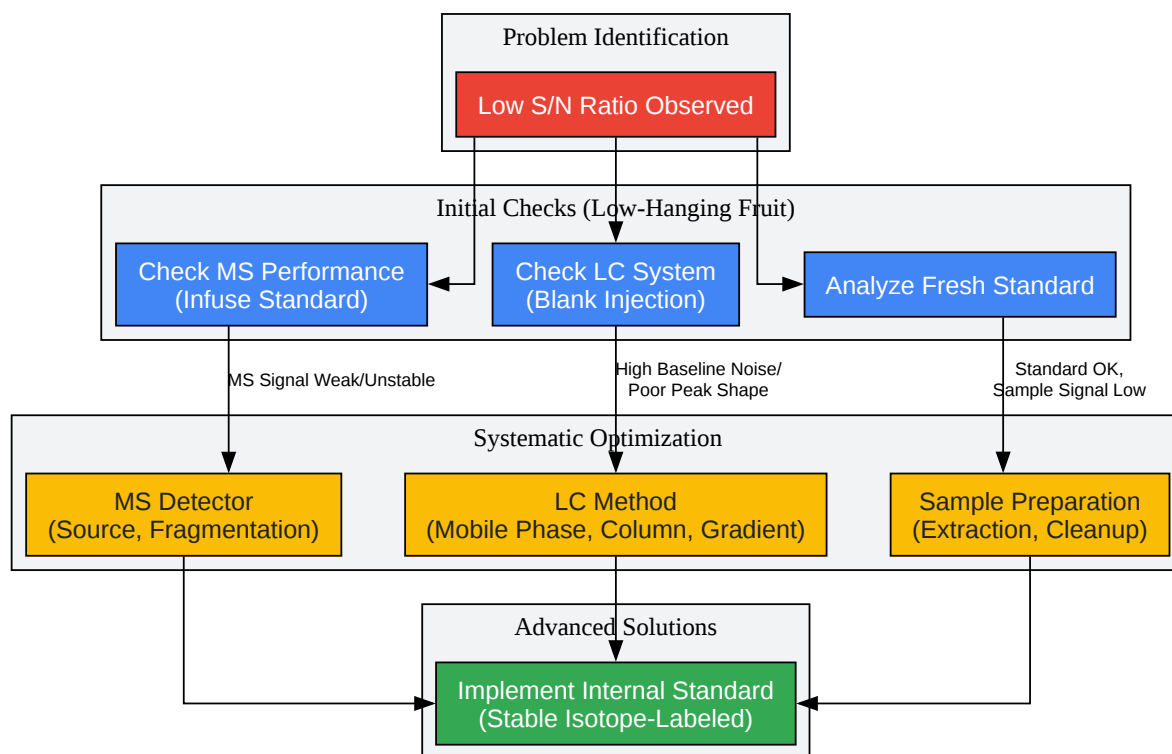 Problem Identification
Low S/N Ratio Observed
Initial Checks (Low-Hanging Fruit)
Check MS Performance
(Infuse Standard)
Check LC System
(Blank Injection)
Analyze Fresh Standard
MS Signal Weak/Unstable
High Baseline Noise/
Poor Peak Shape
Standard OK,
Sample Signal Low
Systematic Optimization
MS Detector
(Source, Fragmentation)
LC Method
(Mobile Phase, Column, Gradient)
Sample Preparation
(Extraction, Cleanup)
Advanced Solutions
Implement Internal Standard
(Stable Isotope-Labeled)